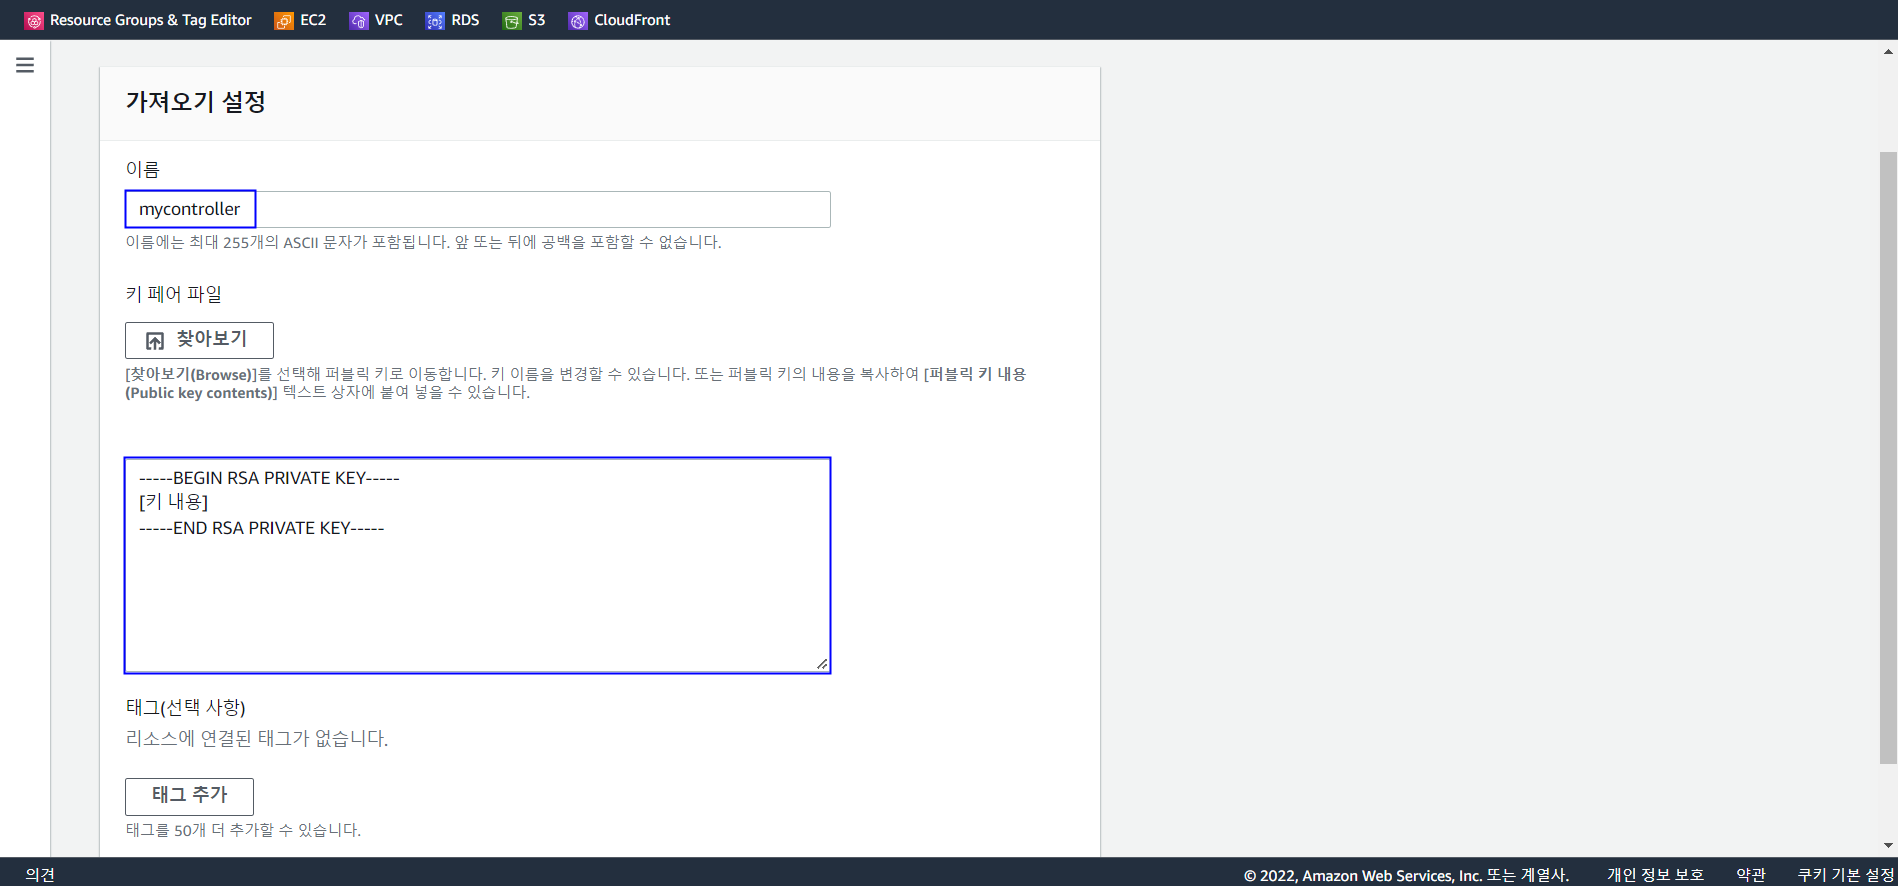 Resource Groups & Tag Editor EC2 VPC RDS S3 CloudFront
가져오기 설정
이름
mycontroller
이름에는 최대 255개의 ASCII 문자가 포함됩니다. 앞 또는 뒤에 공백을 포함할 수 없습니다.
키 페어 파일
찾아보기
[찾아보기(Browse)]를 선택해 퍼블릭 키로 이동합니다. 키 이름을 변경할 수 있습니다. 또는 퍼블릭 키의 내용을 복사하여 [퍼블릭 키 내용
(Public key contents)] 텍스트 상자에 붙여 넣을 수 있습니다.
-----BEGIN RSA PRIVATE KEY-----
[키 내용]
-----END RSA PRIVATE KEY-----
태그(선택 사항)
리소스에 연결된 태그가 없습니다.
태그 추가
태그를 50개 더 추가할 수 있습니다.
의견 © 2022, Amazon Web Services, Inc. 또는 계열사. 개인 정보 보호 약관 쿠키 기본 설정